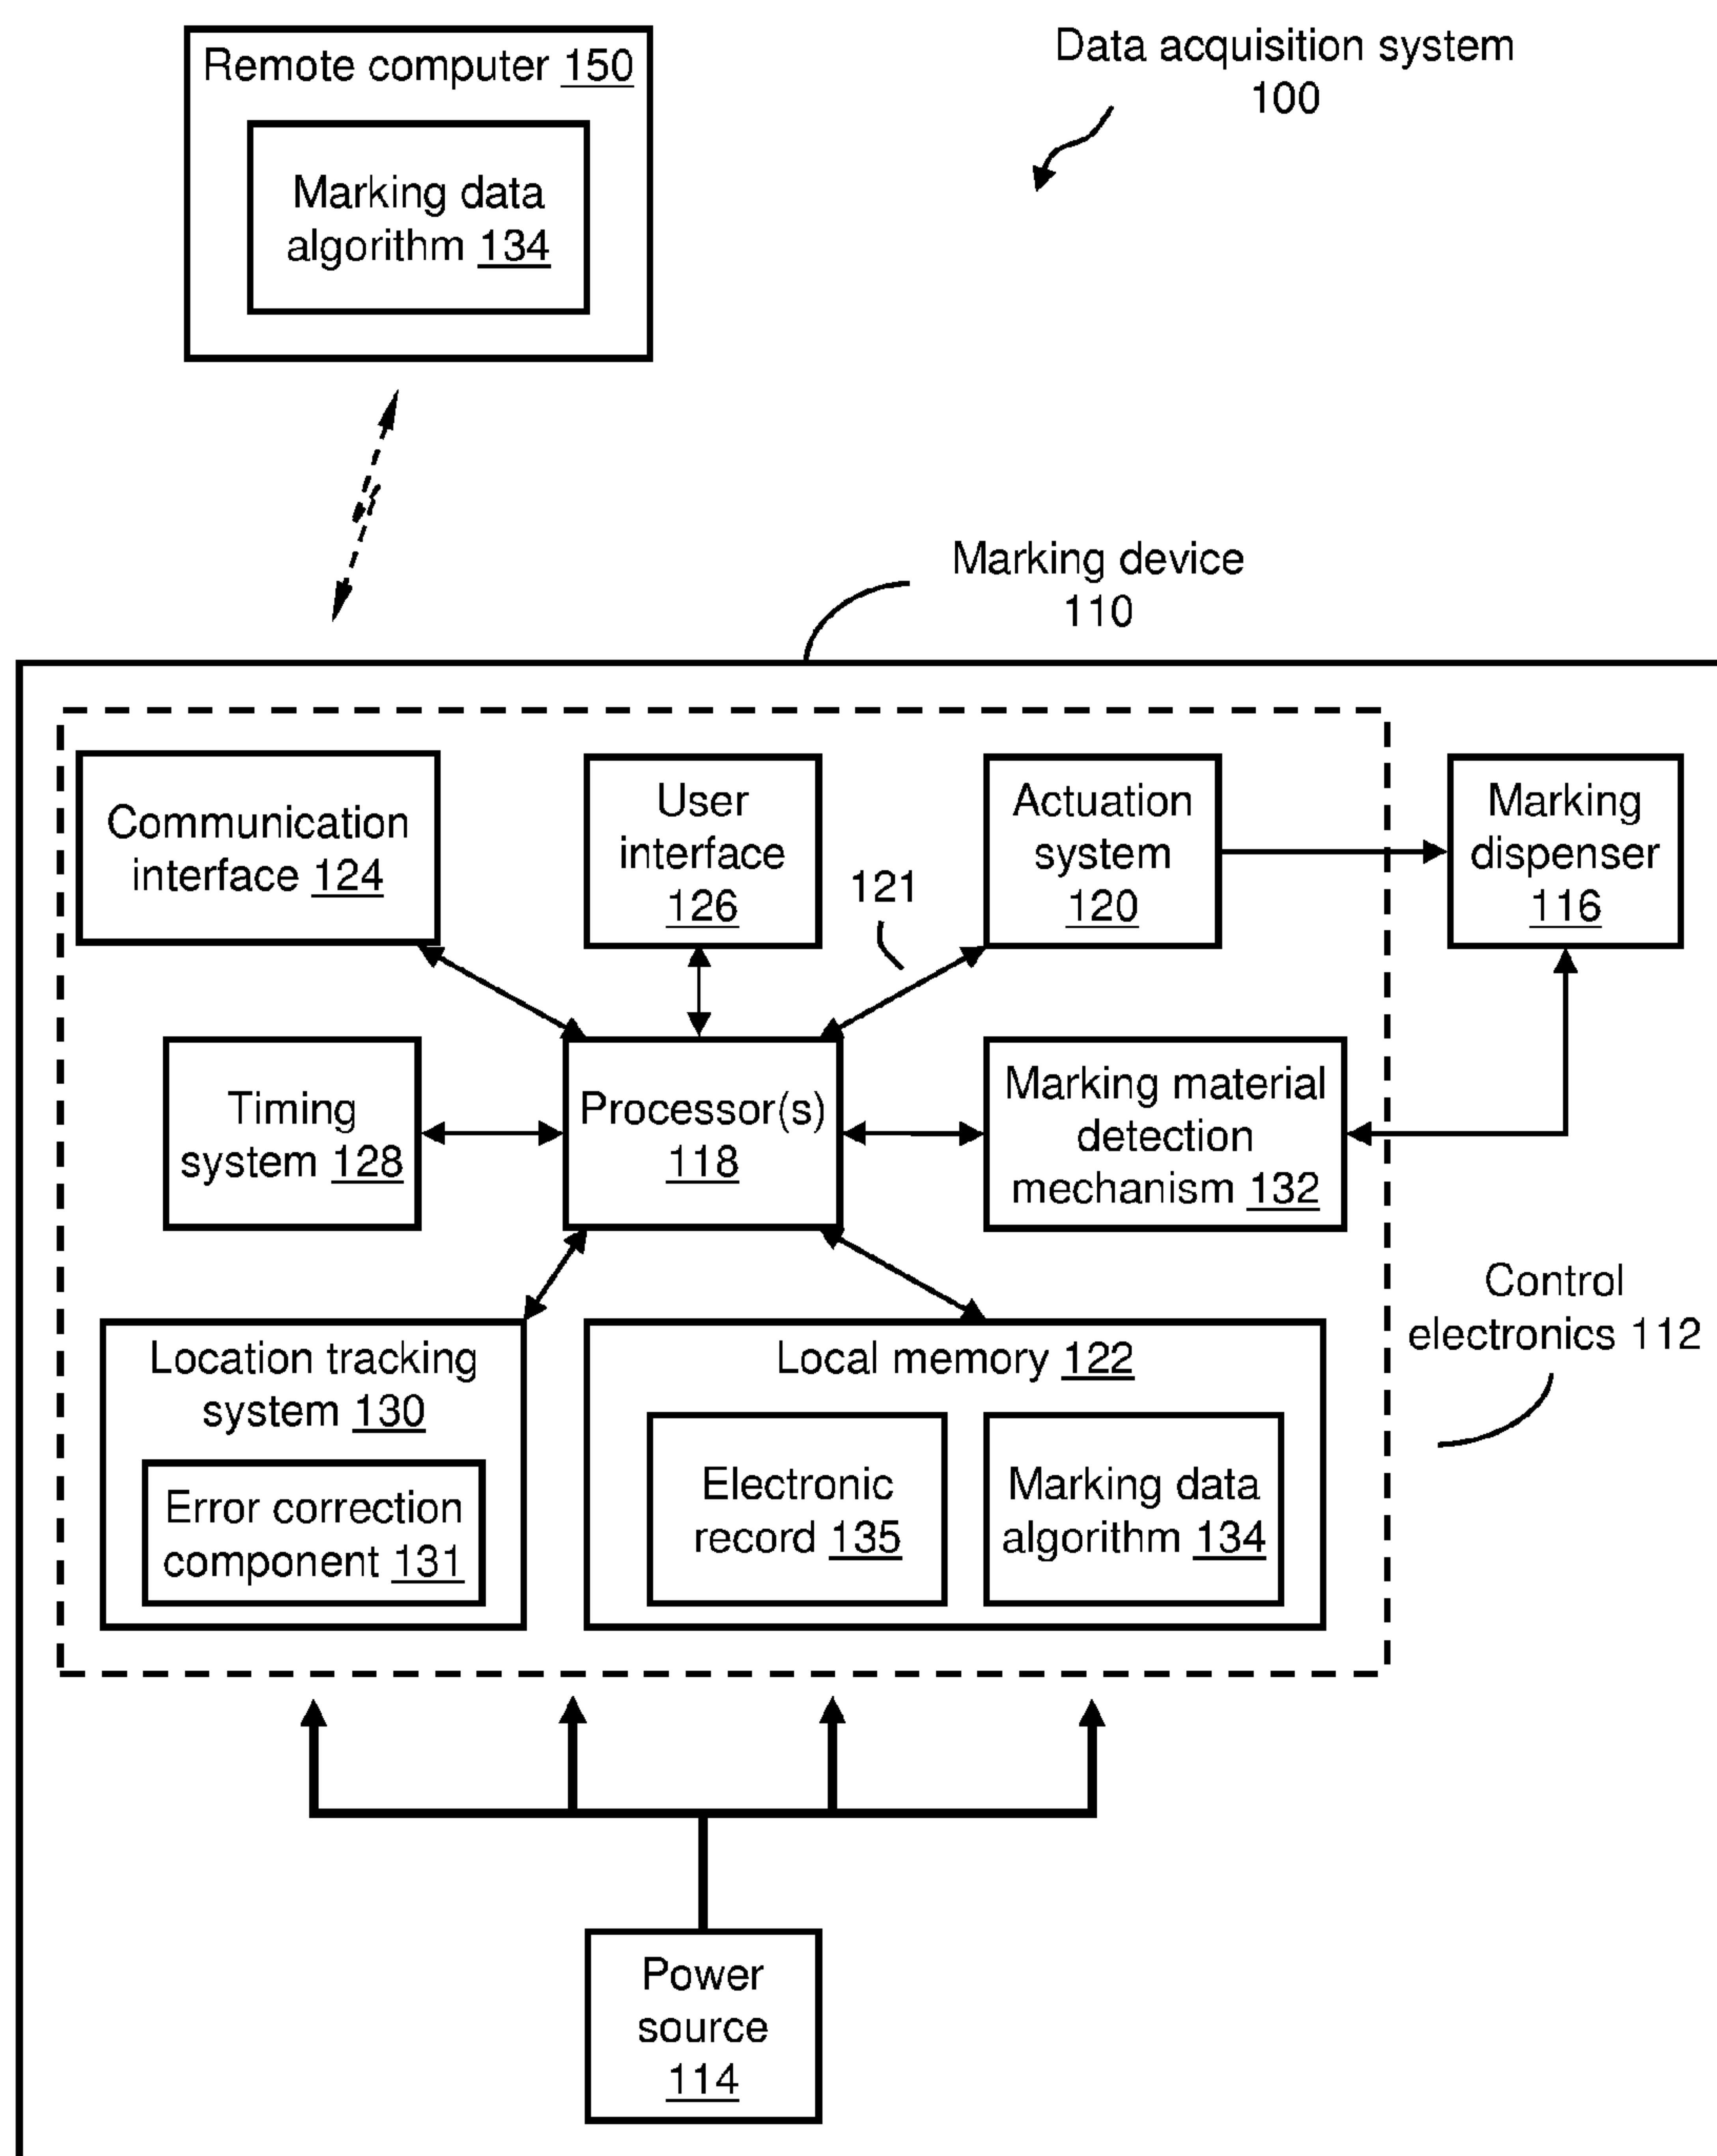 Remote computer 150
Marking data
algorithm 134
Data acquisition system
100
Marking device
110
Communication
interface 124
User
interface
126
121
Actuation
system
120
Marking
dispenser
116
Timing
system 128
Processor(s)
118
Marking material
detection
mechanism 132
Control
electronics 112
Location tracking
system 130
Error correction
component 131
Local memory 122
Electronic
record 135
Marking data
algorithm 134
Power
source
114